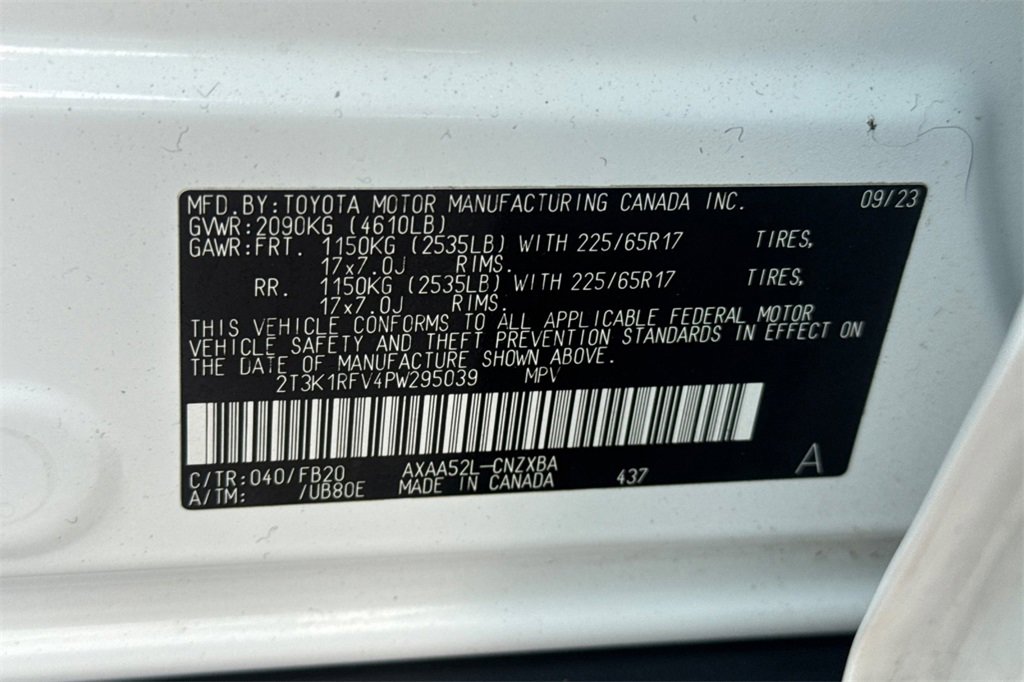 MFD.BY:TOYOTA MOTOR MANUFACTURING CANADA INC. 09/23
GVWR:2090KG (4610LB)
GAWR:FRT. 1150KG (2535LB) WITH 225/65R17 TIRES,
17x7.0J RIMS.
RR. 1150KG (2535LB) WITH 225/65R17 TIRES,
17x7.0J RIMS.
THIS VEHICLE CONFORMS TO ALL APPLICABLE FEDERAL MOTOR
VEHICLE SAFETY AND THEFT PREVENTION STANDARDS IN EFFECT ON
THE DATE OF MANUFACTURE SHOWN ABOVE.
2T3K1RFV4PW295039 MPV
C/TR:040/FB20 AXAA52L-CNZXBA A
A/TM: /UB80E MADE IN CANADA 437